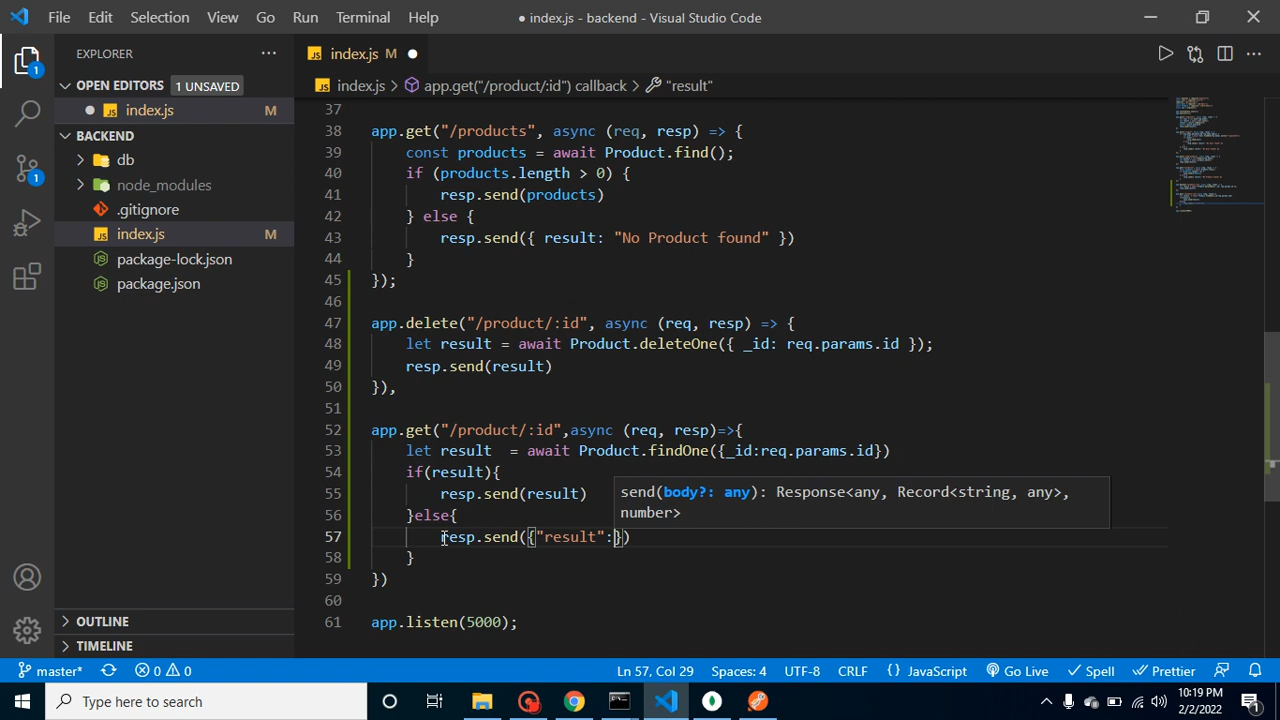 File Edit Selection View Go Run Terminal Help ● index.js - backend - Visual Studio Code
EXPLORER ···
index.js M
OPEN EDITORS 1 UNSAVED
index.js > app.get("/product/:id") callback > "result"
index.js M
BACKEND
db
node_modules
.gitignore
index.js M
package-lock.json
package.json
OUTLINE
TIMELINE
37
38 app.get("/products", async (req, resp) => {
39 const products = await Product.find();
40 if (products.length > 0) {
41 resp.send(products)
42 } else {
43 resp.send({ result: "No Product found" })
44 }
45 });
46
47 app.delete("/product/:id", async (req, resp) => {
48 let result = await Product.deleteOne({ _id: req.params.id });
49 resp.send(result)
50 }),
51
52 app.get("/product/:id",async (req, resp)=>{
53 let result  = await Product.findOne({_id:req.params.id})
54 if(result){
55 resp.send(result)
send(body?: any): Response<any, Record<string, any>,
number>
56 }else{
57 resp.send({"result":})
58 }
59 })
60
61 app.listen(5000);
master* 0 0 Ln 57, Col 29 Spaces: 4 UTF-8 CRLF { } JavaScript Go Live Spell Prettier
Type here to search
10:19 PM
2/2/2022